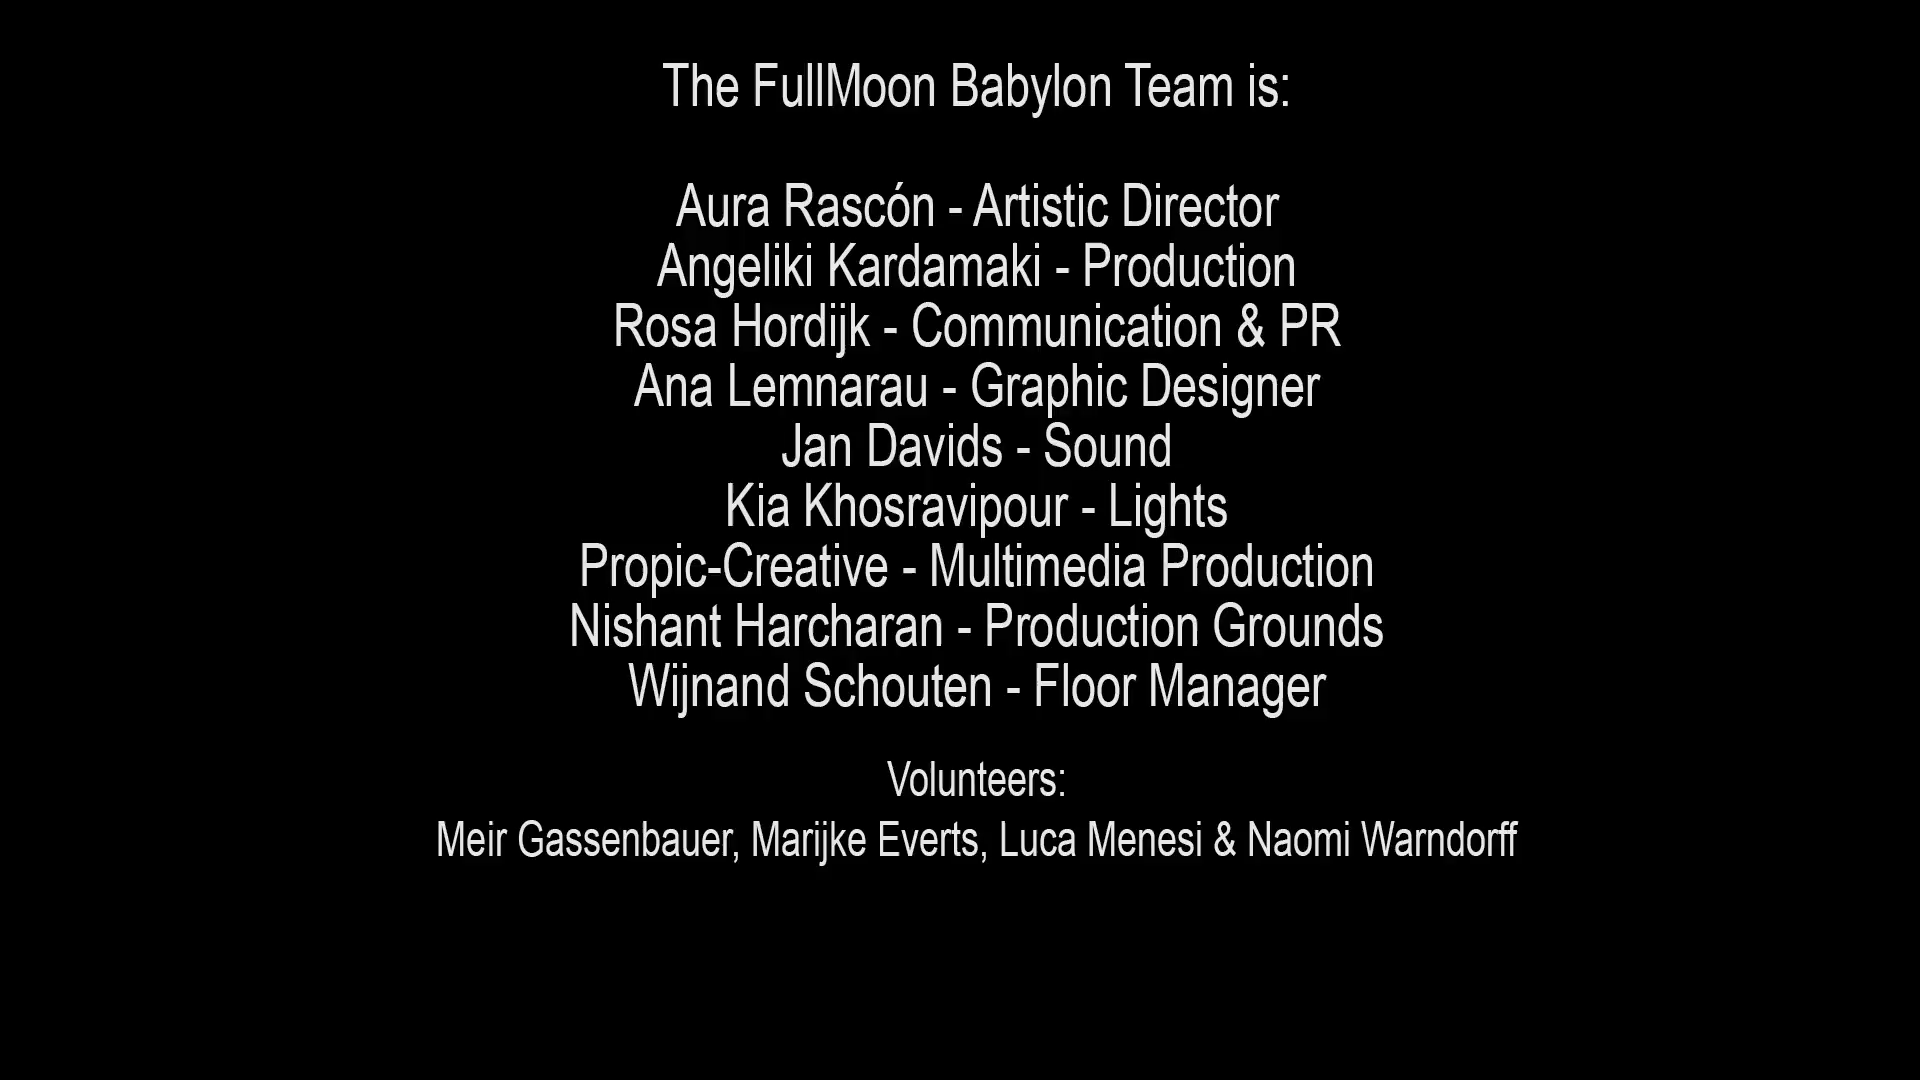 The FullMoon Babylon Team is:
Aura Rascón - Artistic Director
Angeliki Kardamaki - Production
Rosa Hordijk - Communication & PR
Ana Lemnarau - Graphic Designer
Jan Davids - Sound
Kia Khosravipour - Lights
Propic-Creative - Multimedia Production
Nishant Harcharan - Production Grounds
Wijnand Schouten - Floor Manager
Volunteers:
Meir Gassenbauer, Marijke Everts, Luca Menesi & Naomi Warndorff